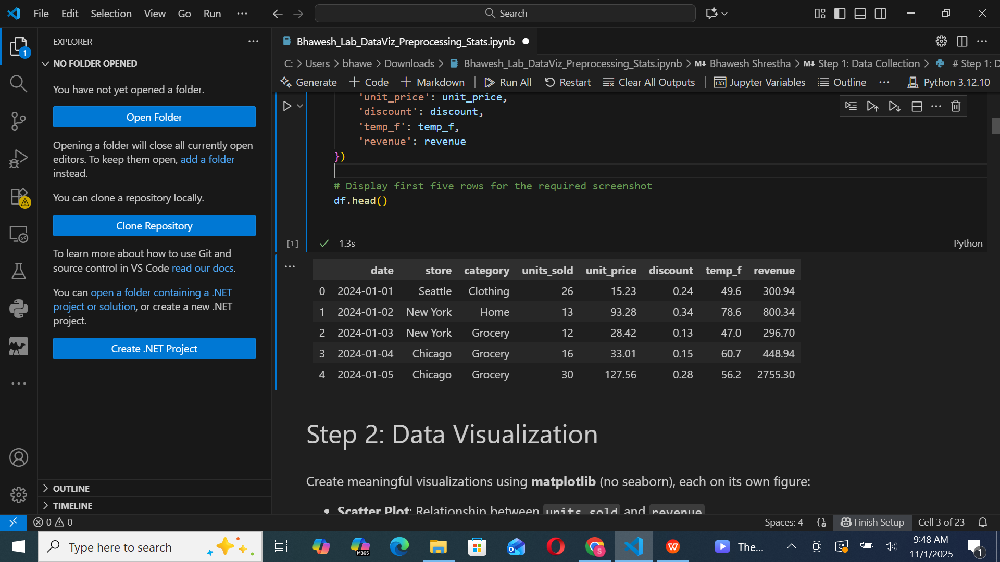 File Edit Selection View Go Run ...
Search
EXPLORER
1
NO FOLDER OPENED
You have not yet opened a folder.
Open Folder
Opening a folder will close all currently open
editors. To keep them open, add a folder
instead.
You can clone a repository locally.
Clone Repository
To learn more about how to use Git and
source control in VS Code read our docs.
You can open a folder containing a .NET
project or solution, or create a new .NET
project.
Create .NET Project
OUTLINE
TIMELINE
Bhawesh_Lab_DataViz_Preprocessing_Stats.ipynb
C: > Users > bhawe > Downloads > Bhawesh_Lab_DataViz_Preprocessing_Stats.ipynb > M Bhawesh Shrestha > M Step 1: Data Collection > # Step 1: D
Generate + Code + Markdown Run All Restart Clear All Outputs Jupyter Variables Outline ... Python 3.12.10
'unit_price': unit_price,
'discount': discount,
'temp_f': temp_f,
'revenue': revenue
})
# Display first five rows for the required screenshot
df.head()
[1] 1.3s Python
date store category units_sold unit_price discount temp_f revenue
0 2024-01-01 Seattle Clothing 26 15.23 0.24 49.6 300.94
1 2024-01-02 New York Home 13 93.28 0.34 78.6 800.34
2 2024-01-03 New York Grocery 12 28.42 0.13 47.0 296.70
3 2024-01-04 Chicago Grocery 16 33.01 0.15 60.7 448.94
4 2024-01-05 Chicago Grocery 30 127.56 0.28 56.2 2755.30
Step 2: Data Visualization
Create meaningful visualizations using matplotlib (no seaborn), each on its own figure:
• Scatter Plot: Relationship between units_sold and revenue
0 0 Spaces: 4 Finish Setup Cell 3 of 23
Type here to search
M365
The...
9:48 AM
11/1/2025
1